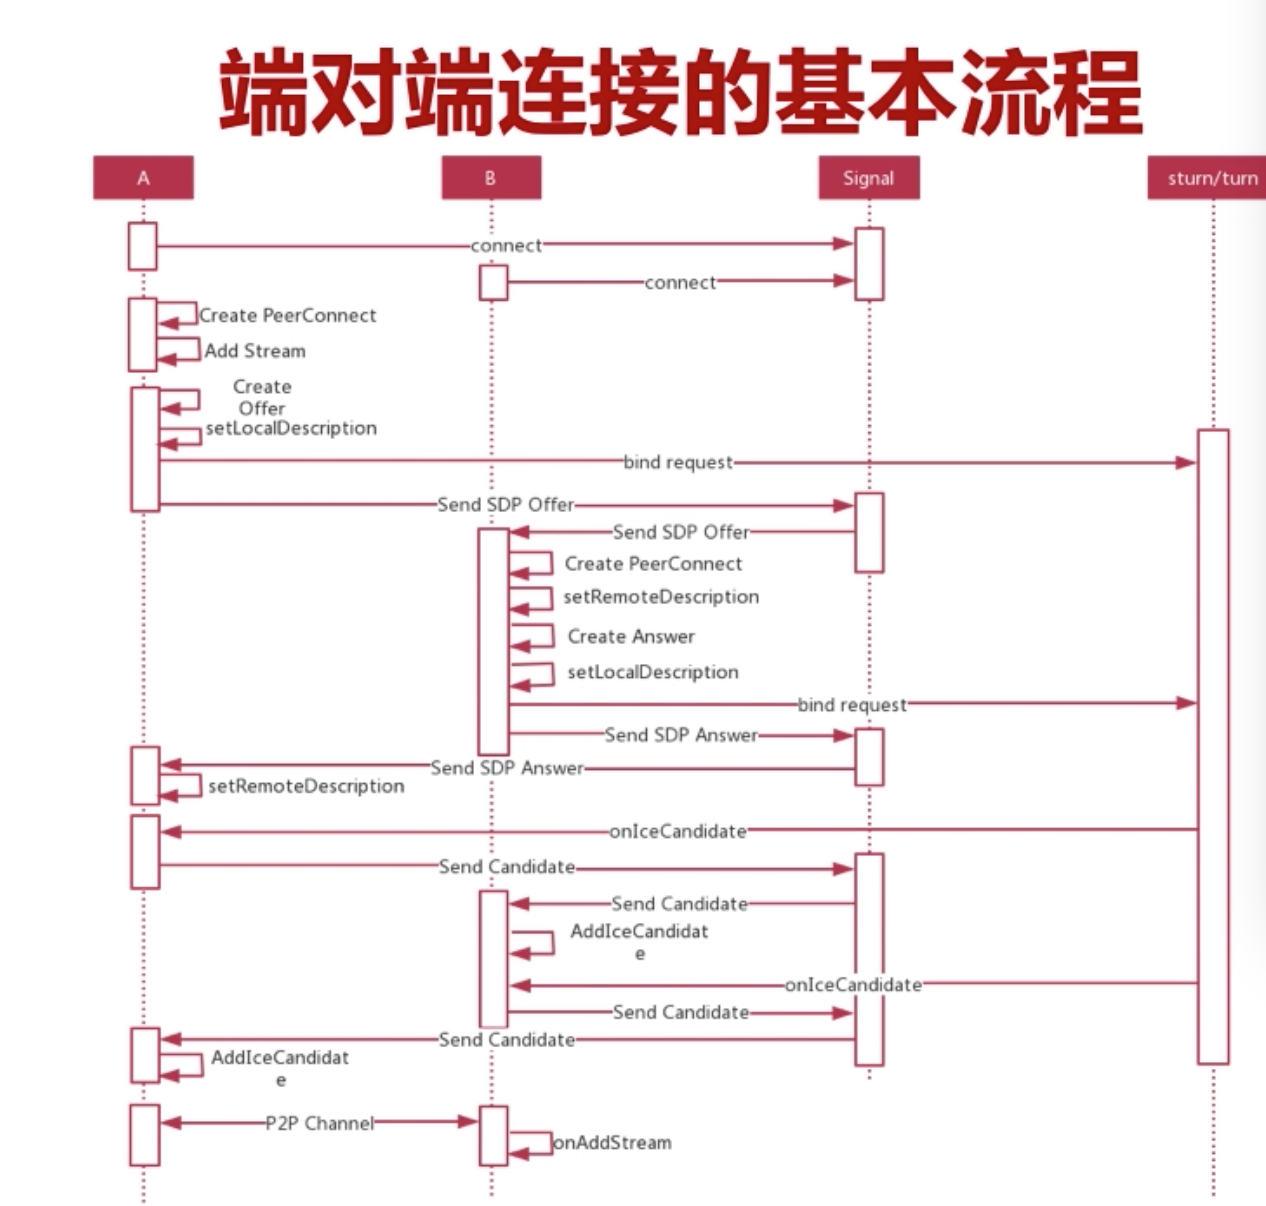 端对端连接的基本流程
A
B
Signal
sturn/turn
connect
connect
Create PeerConnect
Add Stream
Create
Offer
setLocalDescription
bind request
Send SDP Offer
Send SDP Offer
Create PeerConnect
setRemoteDescription
Create Answer
setLocalDescription
bind request
Send SDP Answer
Send SDP Answer
setRemoteDescription
onIceCandidate
Send Candidate
Send Candidate
AddIceCandidat
e
onIceCandidate
Send Candidate
Send Candidate
AddIceCandidat
e
P2P Channel
onAddStream